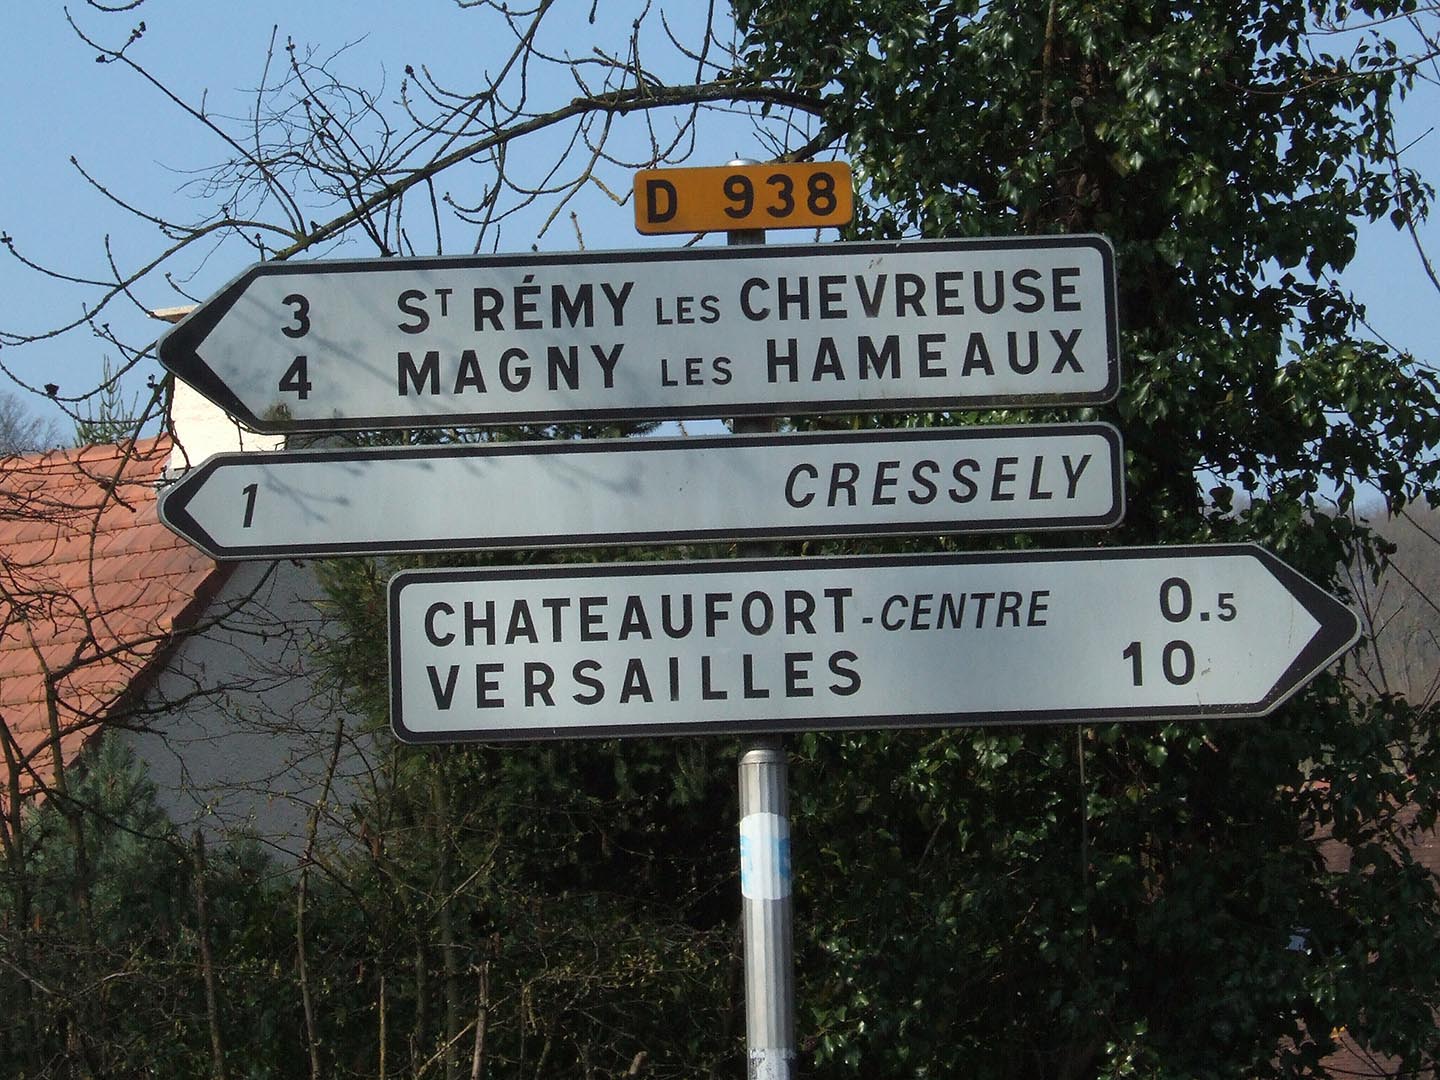 D 938
3 ST RÉMY LES CHEVREUSE
4 MAGNY LES HAMEAUX
1 CRESSELY
CHATEAUFORT-CENTRE 0.5
VERSAILLES 10